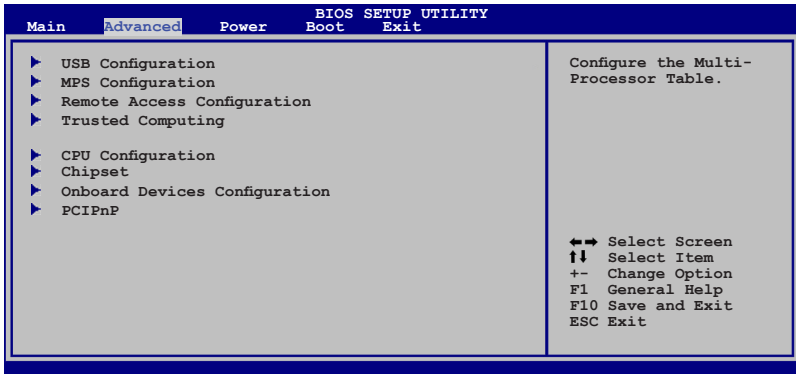 BIOS SETUP UTILITY
Main Advanced Power Boot Exit
USB Configuration
MPS Configuration
Remote Access Configuration
Trusted Computing
CPU Configuration
Chipset
Onboard Devices Configuration
PCIPnP
Configure the Multi-
Processor Table.
←→ Select Screen
↑↓ Select Item
+- Change Option
F1 General Help
F10 Save and Exit
ESC Exit